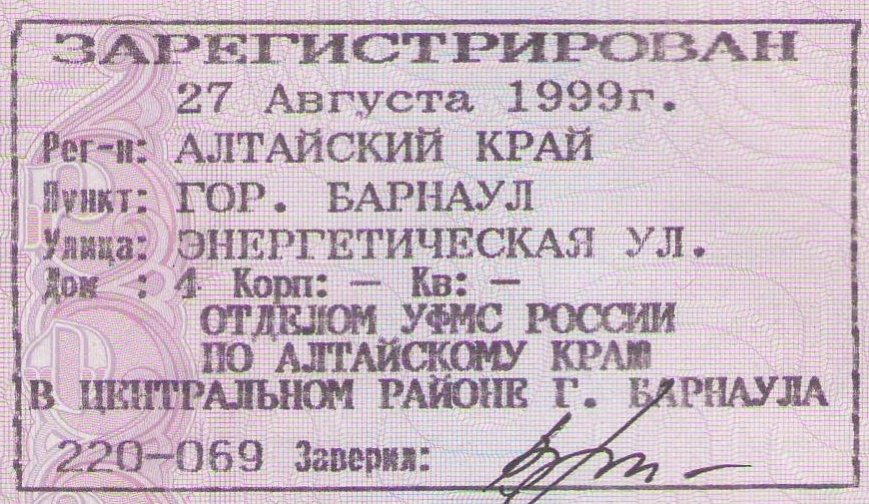 ЗАРЕГИСТРИРОВАН
27 Августа 1999г.
Рег-н: АЛТАЙСКИЙ КРАЙ
Пункт: ГОР. БАРНАУЛ
Улица: ЭНЕРГЕТИЧЕСКАЯ УЛ.
Дом : 4 Корп: — Кв: —
ОТДЕЛОМ УФМС РОССИИ
ПО АЛТАЙСКОМУ КРАЮ
В ЦЕНТРАЛЬНОМ РАЙОНЕ Г. БАРНАУЛА
220-069 Заверил: